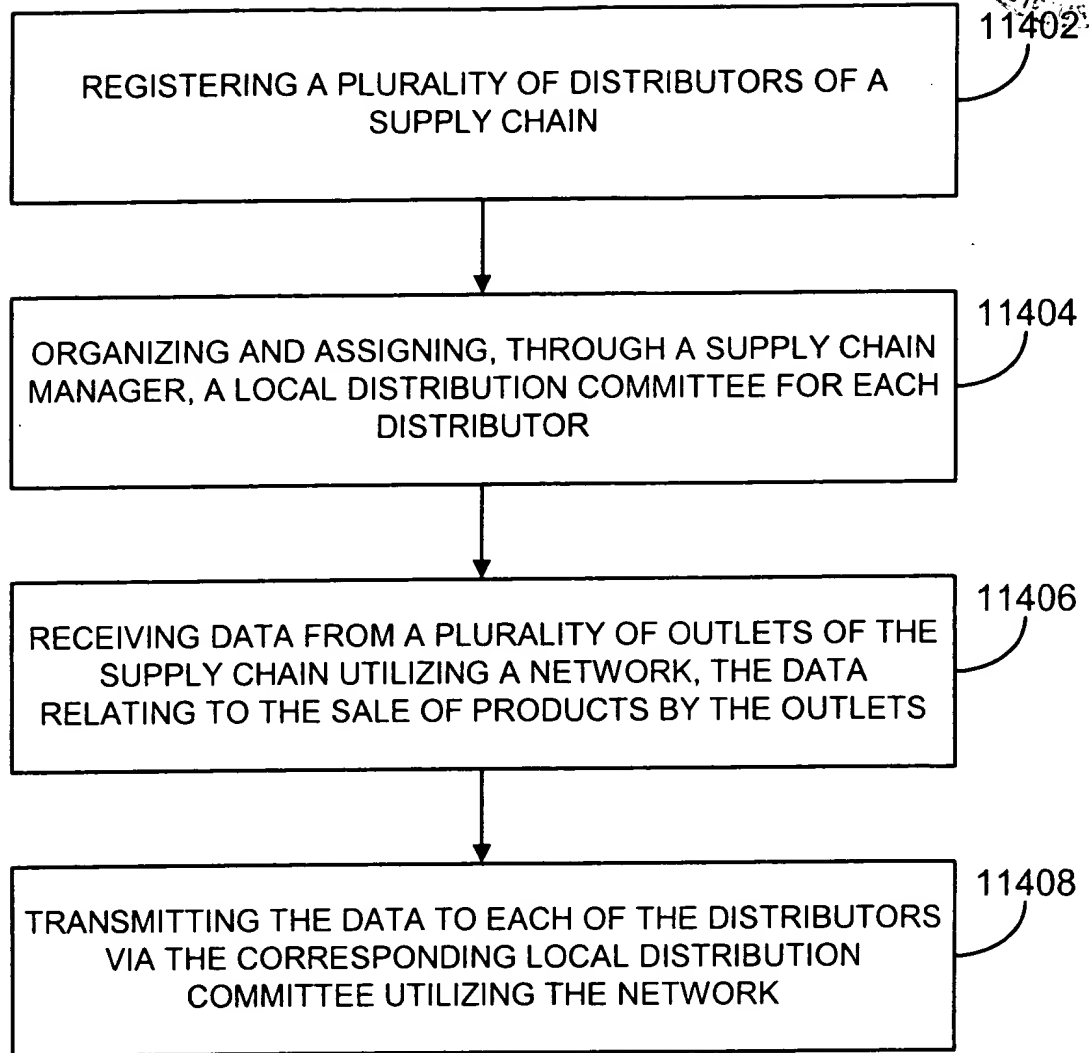 11402
REGISTERING A PLURALITY OF DISTRIBUTORS OF A
SUPPLY CHAIN
11404
ORGANIZING AND ASSIGNING, THROUGH A SUPPLY CHAIN
MANAGER, A LOCAL DISTRIBUTION COMMITTEE FOR EACH
DISTRIBUTOR
11406
RECEIVING DATA FROM A PLURALITY OF OUTLETS OF THE
SUPPLY CHAIN UTILIZING A NETWORK, THE DATA
RELATING TO THE SALE OF PRODUCTS BY THE OUTLETS
11408
TRANSMITTING THE DATA TO EACH OF THE DISTRIBUTORS
VIA THE CORRESPONDING LOCAL DISTRIBUTION
COMMITTEE UTILIZING THE NETWORK